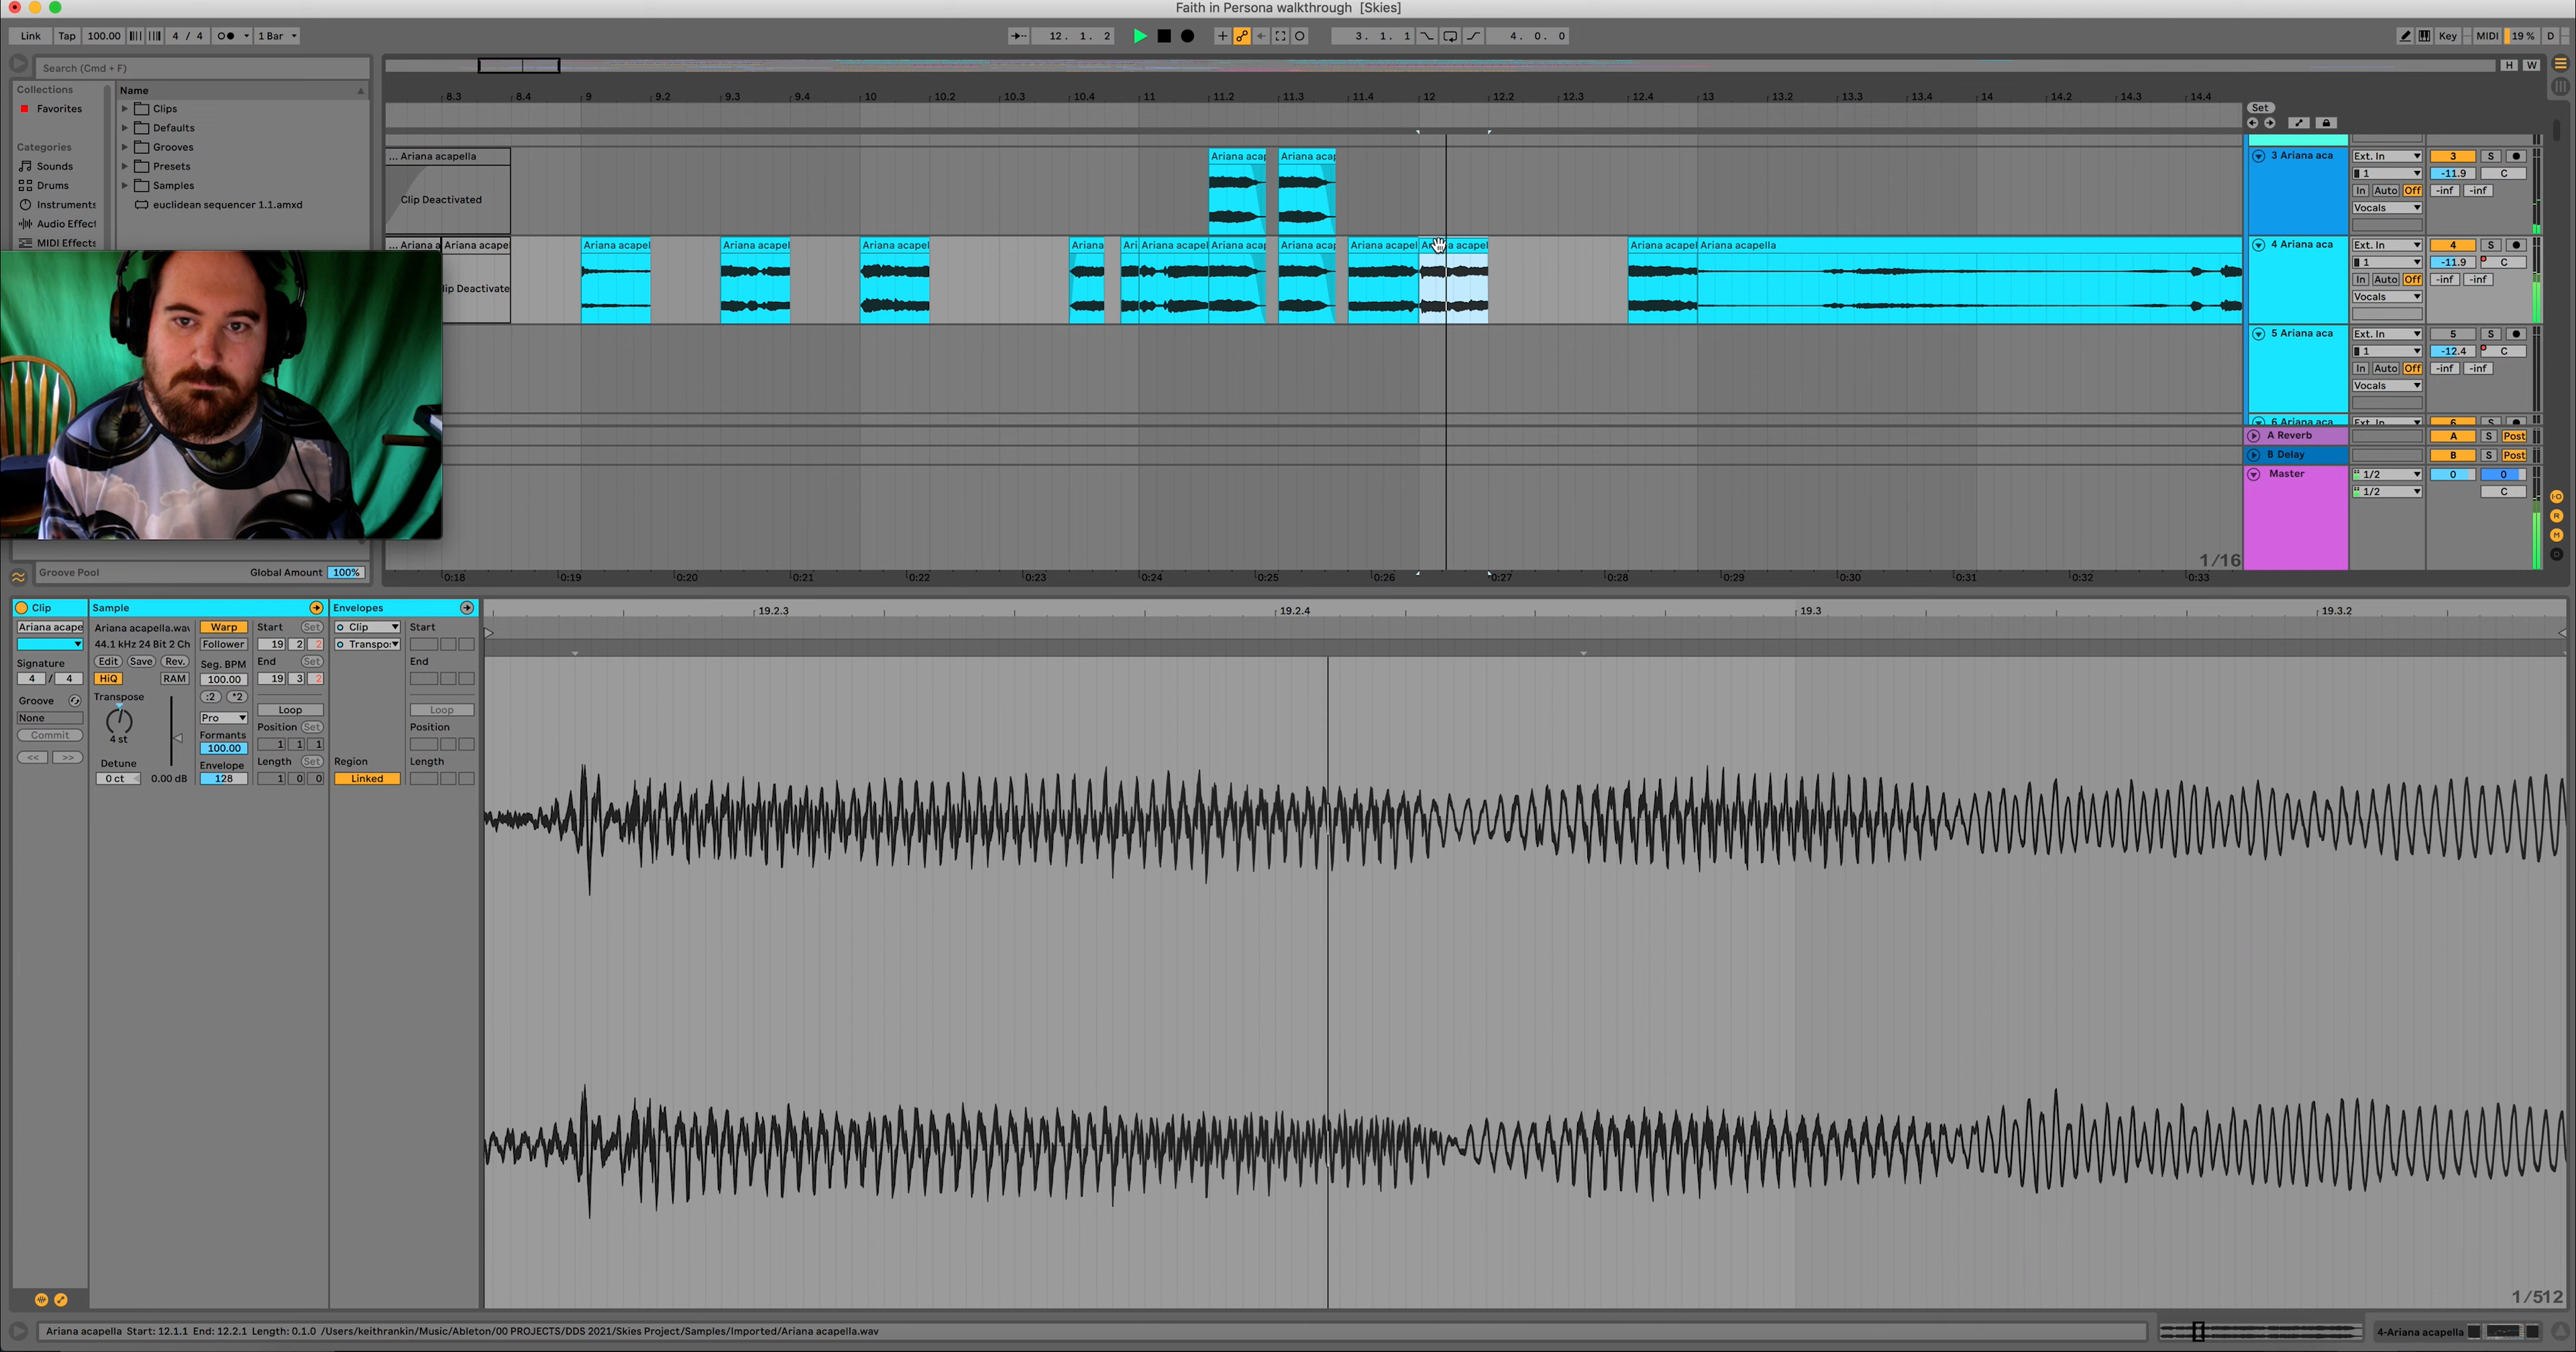 Faith in Persona walkthrough [Skies]
Link Tap 100.00 4 / 4 1 Bar 12. 1. 2 3. 1. 1 4. 0. 0 Key MIDI 19 % D
Search (Cmd + F)
H W
Collections
Name
Favorites
Clips
Defaults
Categories
Grooves
Sounds
Presets
Drums
Samples
Instruments
euclidean sequencer 1.1.amxd
Audio Effect
MIDI Effects
8.3 8.4 9 9.2 9.3 9.4 10 10.2 10.3 10.4 11 11.2 11.3 11.4 12 12.2 12.3 12.4 13 13.2 13.3 13.4 14 14.2 14.3 14.4
Set
... Ariana acapella Ariana acap Ariana acap
Clip Deactivated
3 Ariana aca Ext. In 3 S
1 -11.9 C
In Auto Off -inf -inf
Vocals
... Ariana a Ariana acape Ariana acapel Ariana acapel Ariana acapel Ariana Ari Ariana acapel Ariana acap Ariana acap Ariana acapel a acapel Ariana acapel Ariana acapella
lip Deactivate
4 Ariana aca Ext. In 4 S
1 -11.9 C
In Auto Off -inf -inf
Vocals
5 Ariana aca Ext. In 5 S
1 -12.4 C
In Auto Off -inf -inf
Vocals
6 Ariana aca Ext. In 6 S
A Reverb A S Post
B Delay B S Post
Master 1/2 0 0
1/2 C
1/16
Groove Pool Global Amount 100%
0:18 0:19 0:20 0:21 0:22 0:23 0:24 0:25 0:26 0:27 0:28 0:29 0:30 0:31 0:32 0:33
Clip
Ariana acape
Signature
4 / 4
Groove
None
Commit
<< >>
Sample
Ariana acapella.wav
44.1 kHz 24 Bit 2 Ch
Edit Save Rev.
HiQ RAM
Transpose
4 st
Detune
0 ct 0.00 dB
Warp
Follower
Seg. BPM
100.00
:2 *2
Pro
Formants
100.00
Envelope
128
Start Set
19 2 2
End Set
19 3 2
Loop
Position Set
1 1 1
Length Set
1 0 0
Envelopes
Clip
Transpo:
Region
Linked
Start
End
Loop
Position
Length
19.2.3 19.2.4 19.3 19.3.2
1/512
Ariana acapella Start: 12.1.1 End: 12.2.1 Length: 0.1.0 /Users/keithrankin/Music/Ableton/00 PROJECTS/DDS 2021/Skies Project/Samples/Imported/Ariana acapella.wav
4-Ariana acapella